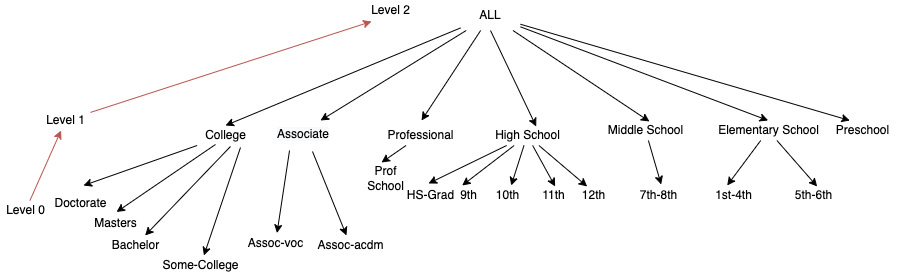 Level 2
ALL
Level 1
College
Associate
Professional
High School
Middle School
Elementary School
Preschool
Prof
School
Level 0
Doctorate
Masters
Bachelor
Some-College
Assoc-voc
Assoc-acdm
HS-Grad
9th
10th
11th
12th
7th-8th
1st-4th
5th-6th